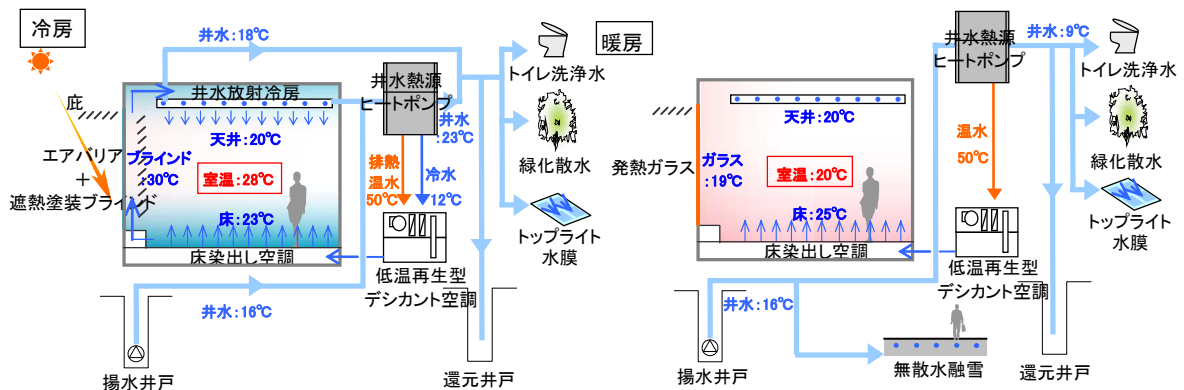 冷房
庇
エアバリア
+
遮熱塗装ブラインド
井水:18℃
井水放射冷房
天井:20℃
ブラインド
:30℃
室温:28℃
床:23℃
床染出し空調
井水熱源
ヒートポンプ
井水
:23℃
排熱
温水
50℃
冷水
12℃
低温再生型
デシカント空調
井水:16℃
揚水井戸
還元井戸
トイレ洗浄水
緑化散水
トップライト
水膜
暖房
発熱ガラス
天井:20℃
ガラス
:19℃
室温:20℃
床:25℃
床染出し空調
井水熱源
ヒートポンプ
井水:9℃
温水
50℃
低温再生型
デシカント空調
井水:16℃
揚水井戸
無散水融雪
還元井戸
トイレ洗浄水
緑化散水
トップライト
水膜